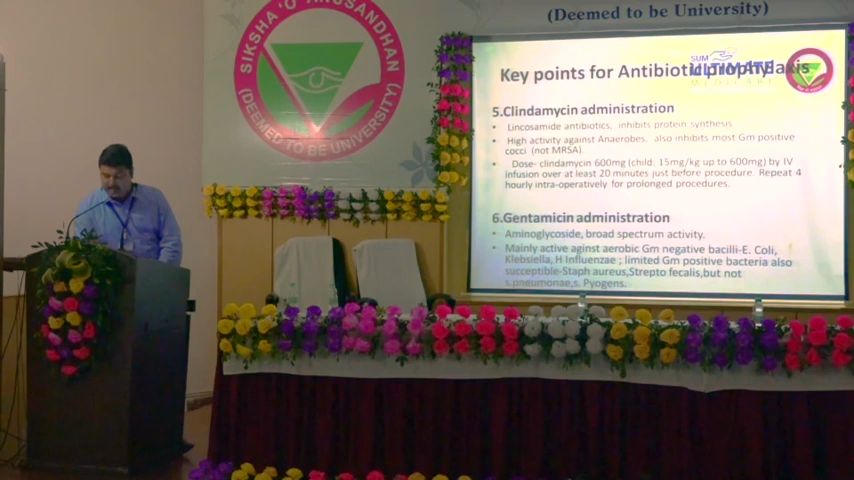 SIKSHA 'O' ANUSANDHAN
(DEEMED TO BE UNIVERSITY)
(Deemed to be University)
SUM
ULTIMATE
MEDICARE
Key points for Antibiotic prophylaxis
5.Clindamycin administration
• Lincosamide antibiotics, inhibits protein synthesis.
• High activity against Anaerobes, also inhibits most Gm positive
cocci (not MRSA).
• Dose- clindamycin 600mg (child, 15mg/kg up to 600mg) by IV
infusion over at least 20 minutes just before procedure. Repeat 4
hourly intra-operatively for prolonged procedures.
6.Gentamicin administration
• Aminoglycoside, broad spectrum activity.
• Mainly active aginst aerobic Gm negative bacilli-E. Coli,
Klebsiella, H Influenzae ; limited Gm positive bacteria also
succeptible-Staph aureus,Strepto fecalis,but not
s.pneumonae,s. Pyogens.